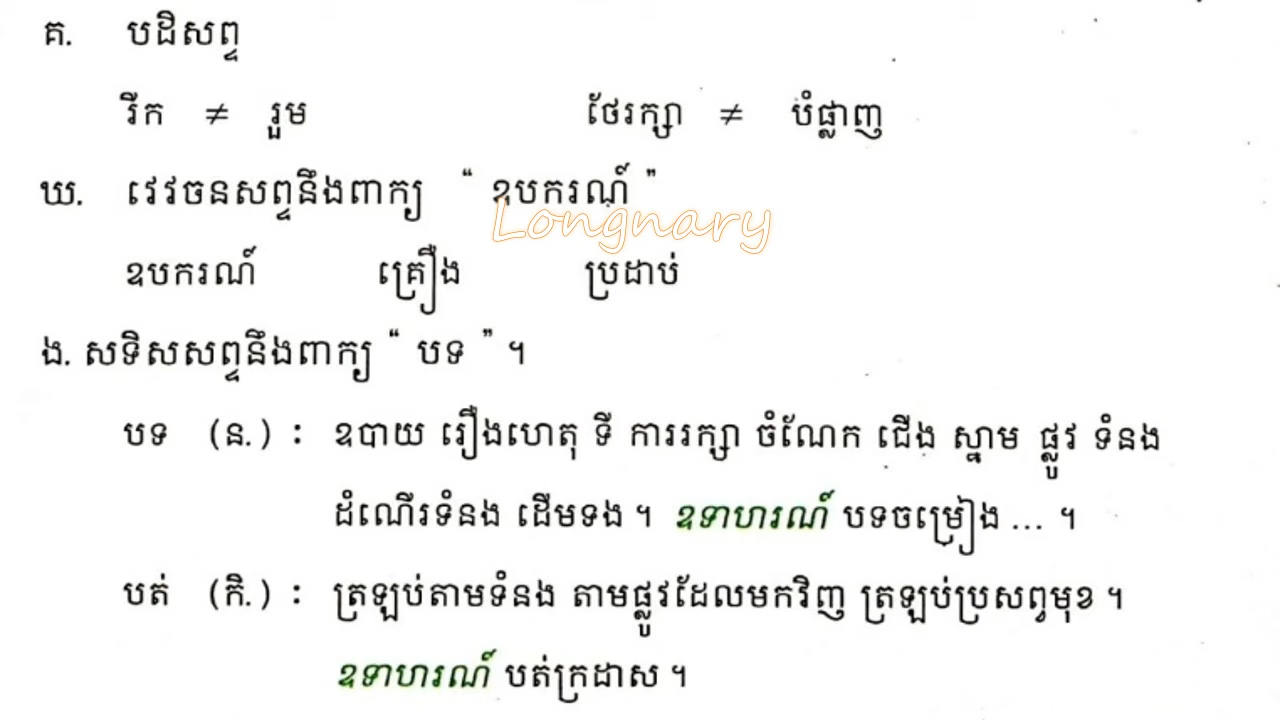 គ. បដិសព្ទ
រីក ≠ រួម ថែរក្សា ≠ បំផ្លាញ
ឃ. វេវចនសព្ទនឹងពាក្យ “ ឧបករណ៍ ”
Longnary
ឧបករណ៍ គ្រឿង ប្រដាប់
ង. សទិសសព្ទនឹងពាក្យ “ បទ ” ។
បទ (ន.) : ឧបាយ រឿងហេតុ ទី ការរក្សា ចំណែក ជើង ស្នាម ផ្លូវ ទំនង
ដំណើរទំនង ដើមទង ។ ឧទាហរណ៍ បទចម្រៀង ... ។
បត់ (កិ.) : ត្រឡប់តាមទំនង តាមផ្លូវដែលមកវិញ ត្រឡប់ប្រសព្វមុខ ។
ឧទាហរណ៍ បត់ក្រដាស ។